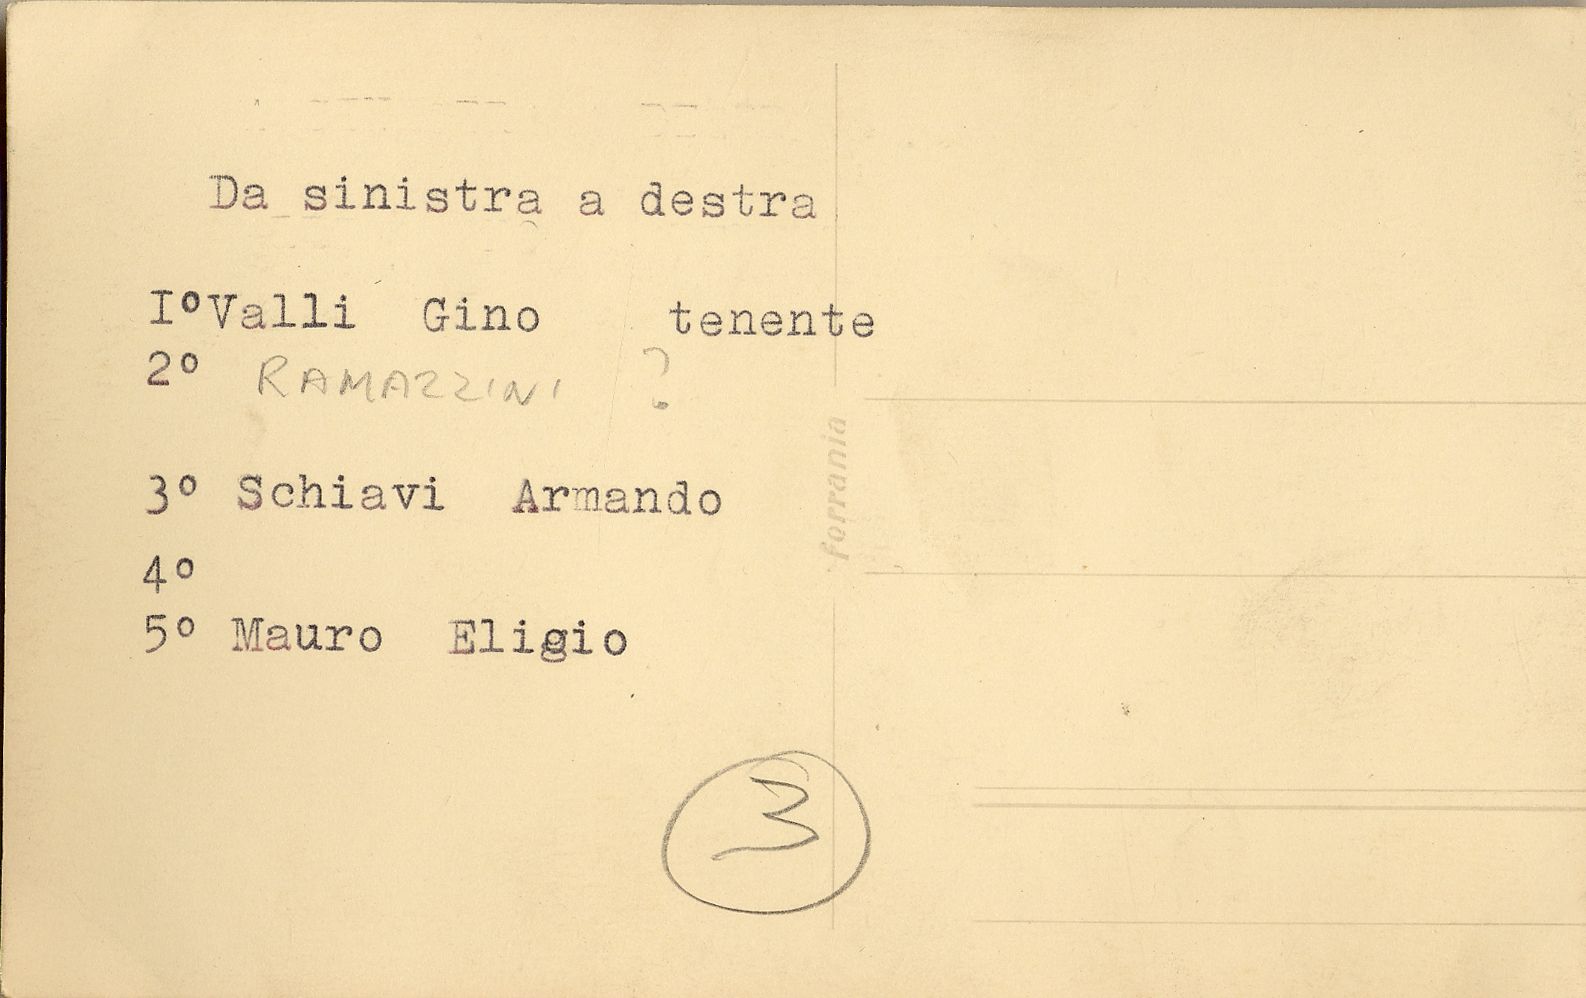 Da sinistra a destra
I° Valli Gino tenente
2° RAMAZZINI ?
3° Schiavi Armando
4°
5° Mauro Eligio
ferrania
3